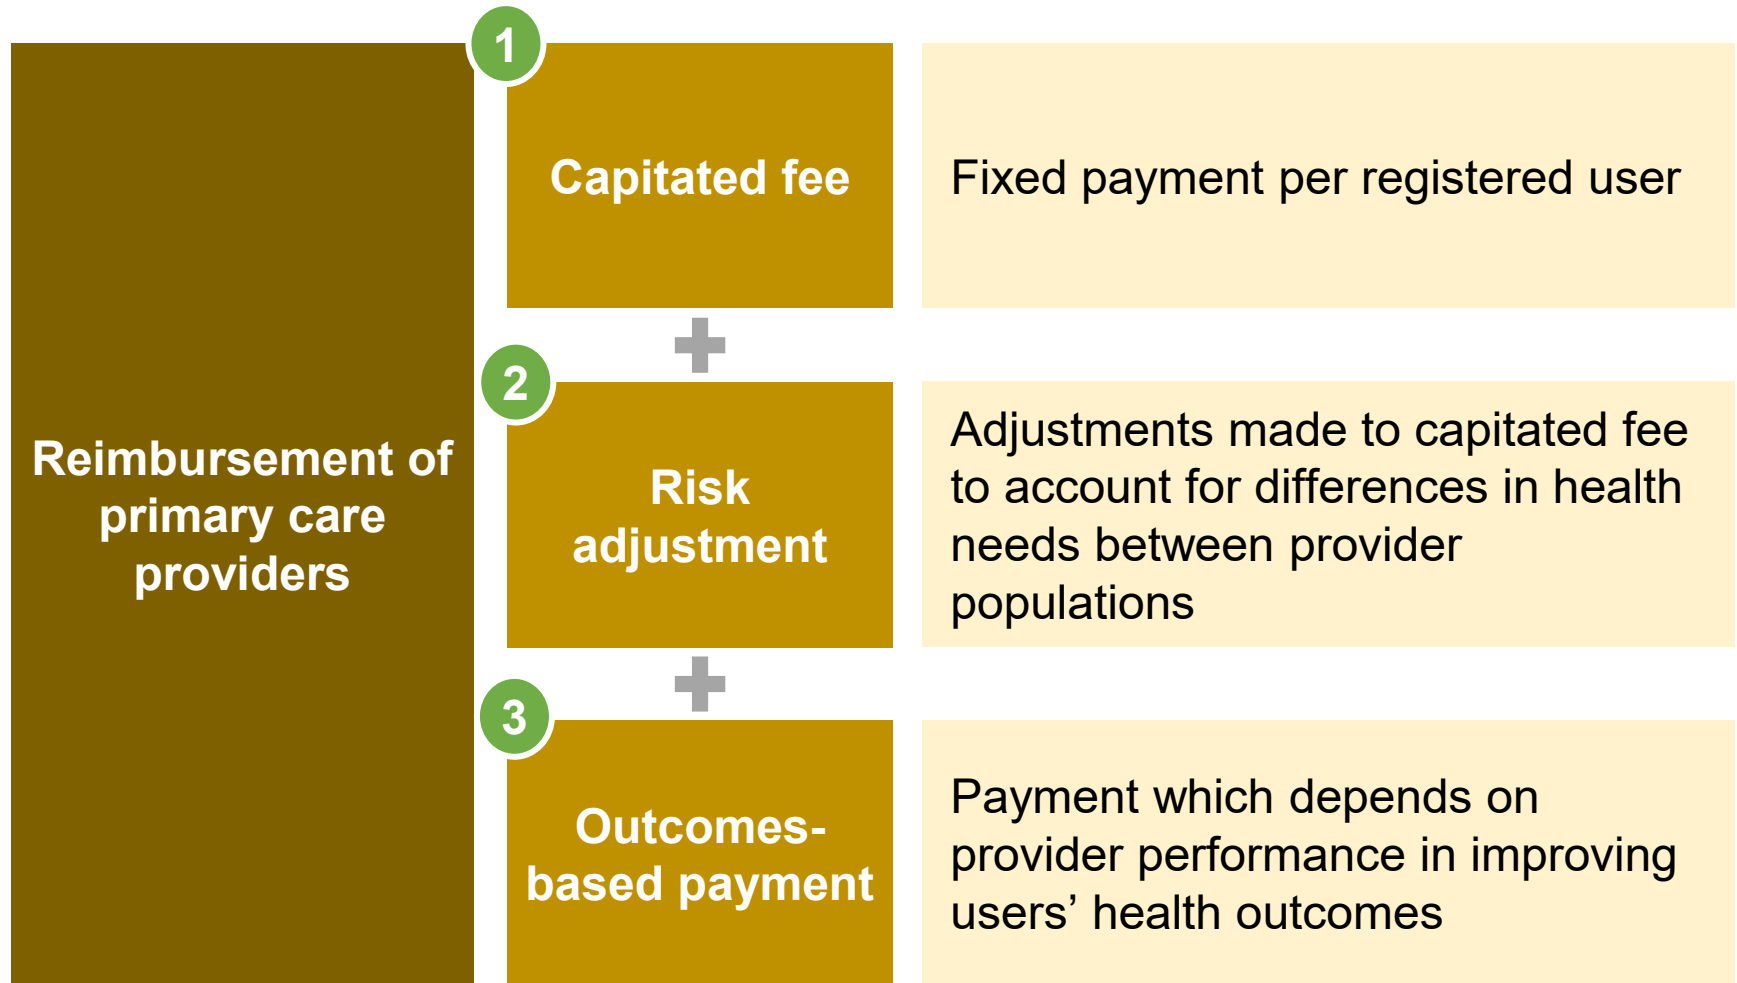 Reimbursement of
primary care
providers
1
Capitated fee
Fixed payment per registered user
2
Risk
adjustment
Adjustments made to capitated fee
to account for differences in health
needs between provider
populations
3
Outcomes-
based payment
Payment which depends on
provider performance in improving
users’ health outcomes